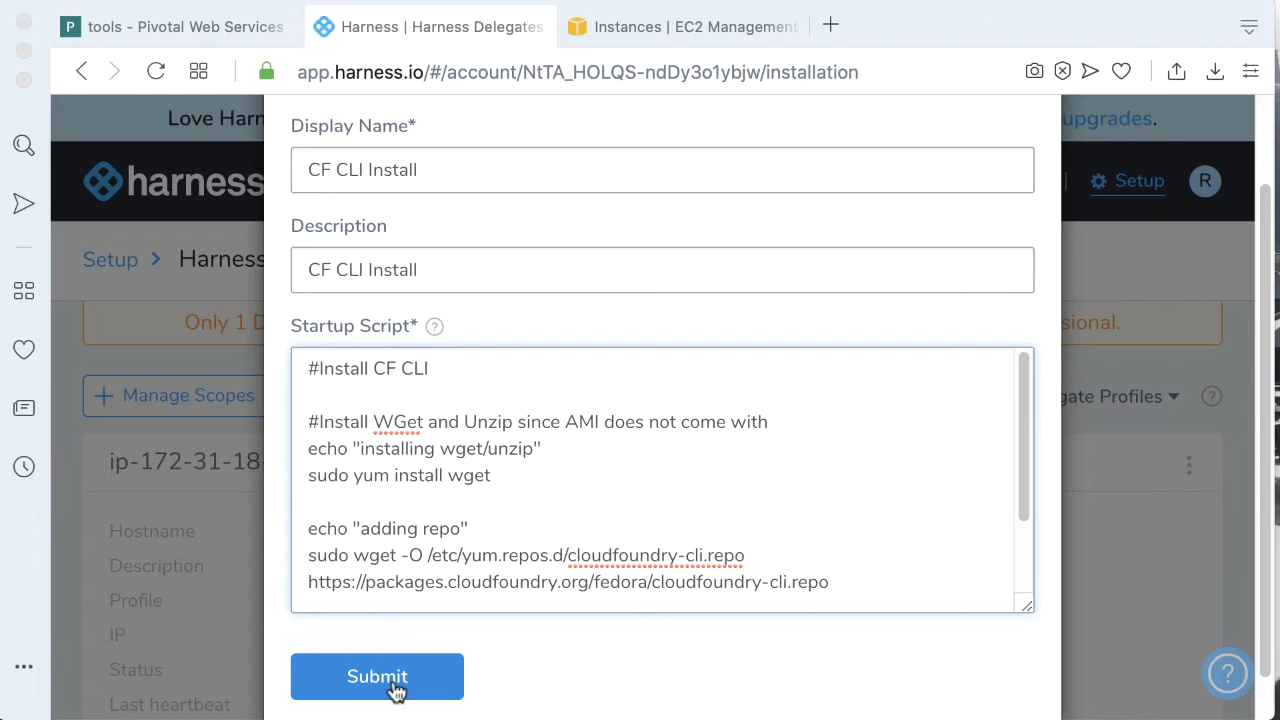 P tools - Pivotal Web Services
Harness | Harness Delegates
Instances | EC2 Management
app.harness.io/#/account/NtTA_HOLQS-ndDy3o1ybjw/installation
Love Harn
upgrades.
harness
Setup
R
Setup > Harness
Only 1 D
sional.
+ Manage Scopes
gate Profiles
?
ip-172-31-18-
Hostname
Description
Profile
IP
Status
Last heartbeat
Display Name*
CF CLI Install
Description
CF CLI Install
Startup Script* ?
#Install CF CLI
#Install WGet and Unzip since AMI does not come with
echo "installing wget/unzip"
sudo yum install wget
echo "adding repo"
sudo wget -O /etc/yum.repos.d/cloudfoundry-cli.repo
https://packages.cloudfoundry.org/fedora/cloudfoundry-cli.repo
Submit
?